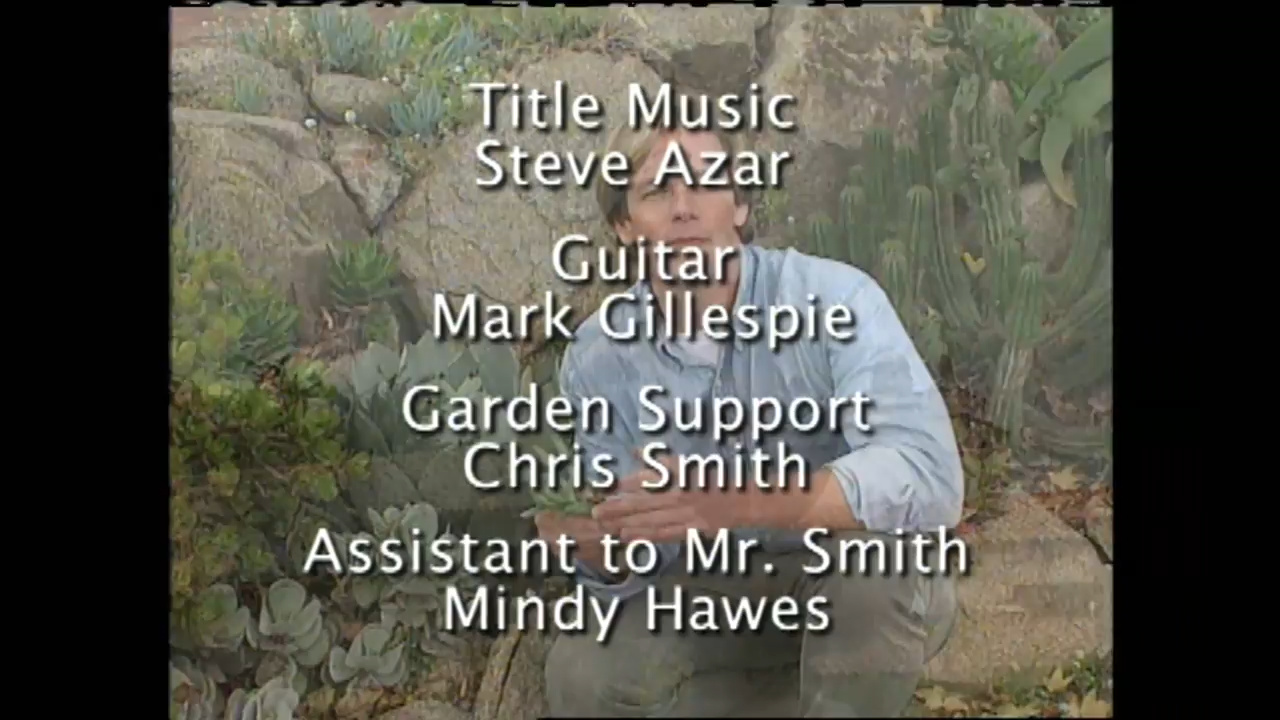 Title Music
Steve Azar
Guitar
Mark Gillespie
Garden Support
Chris Smith
Assistant to Mr. Smith
Mindy Hawes